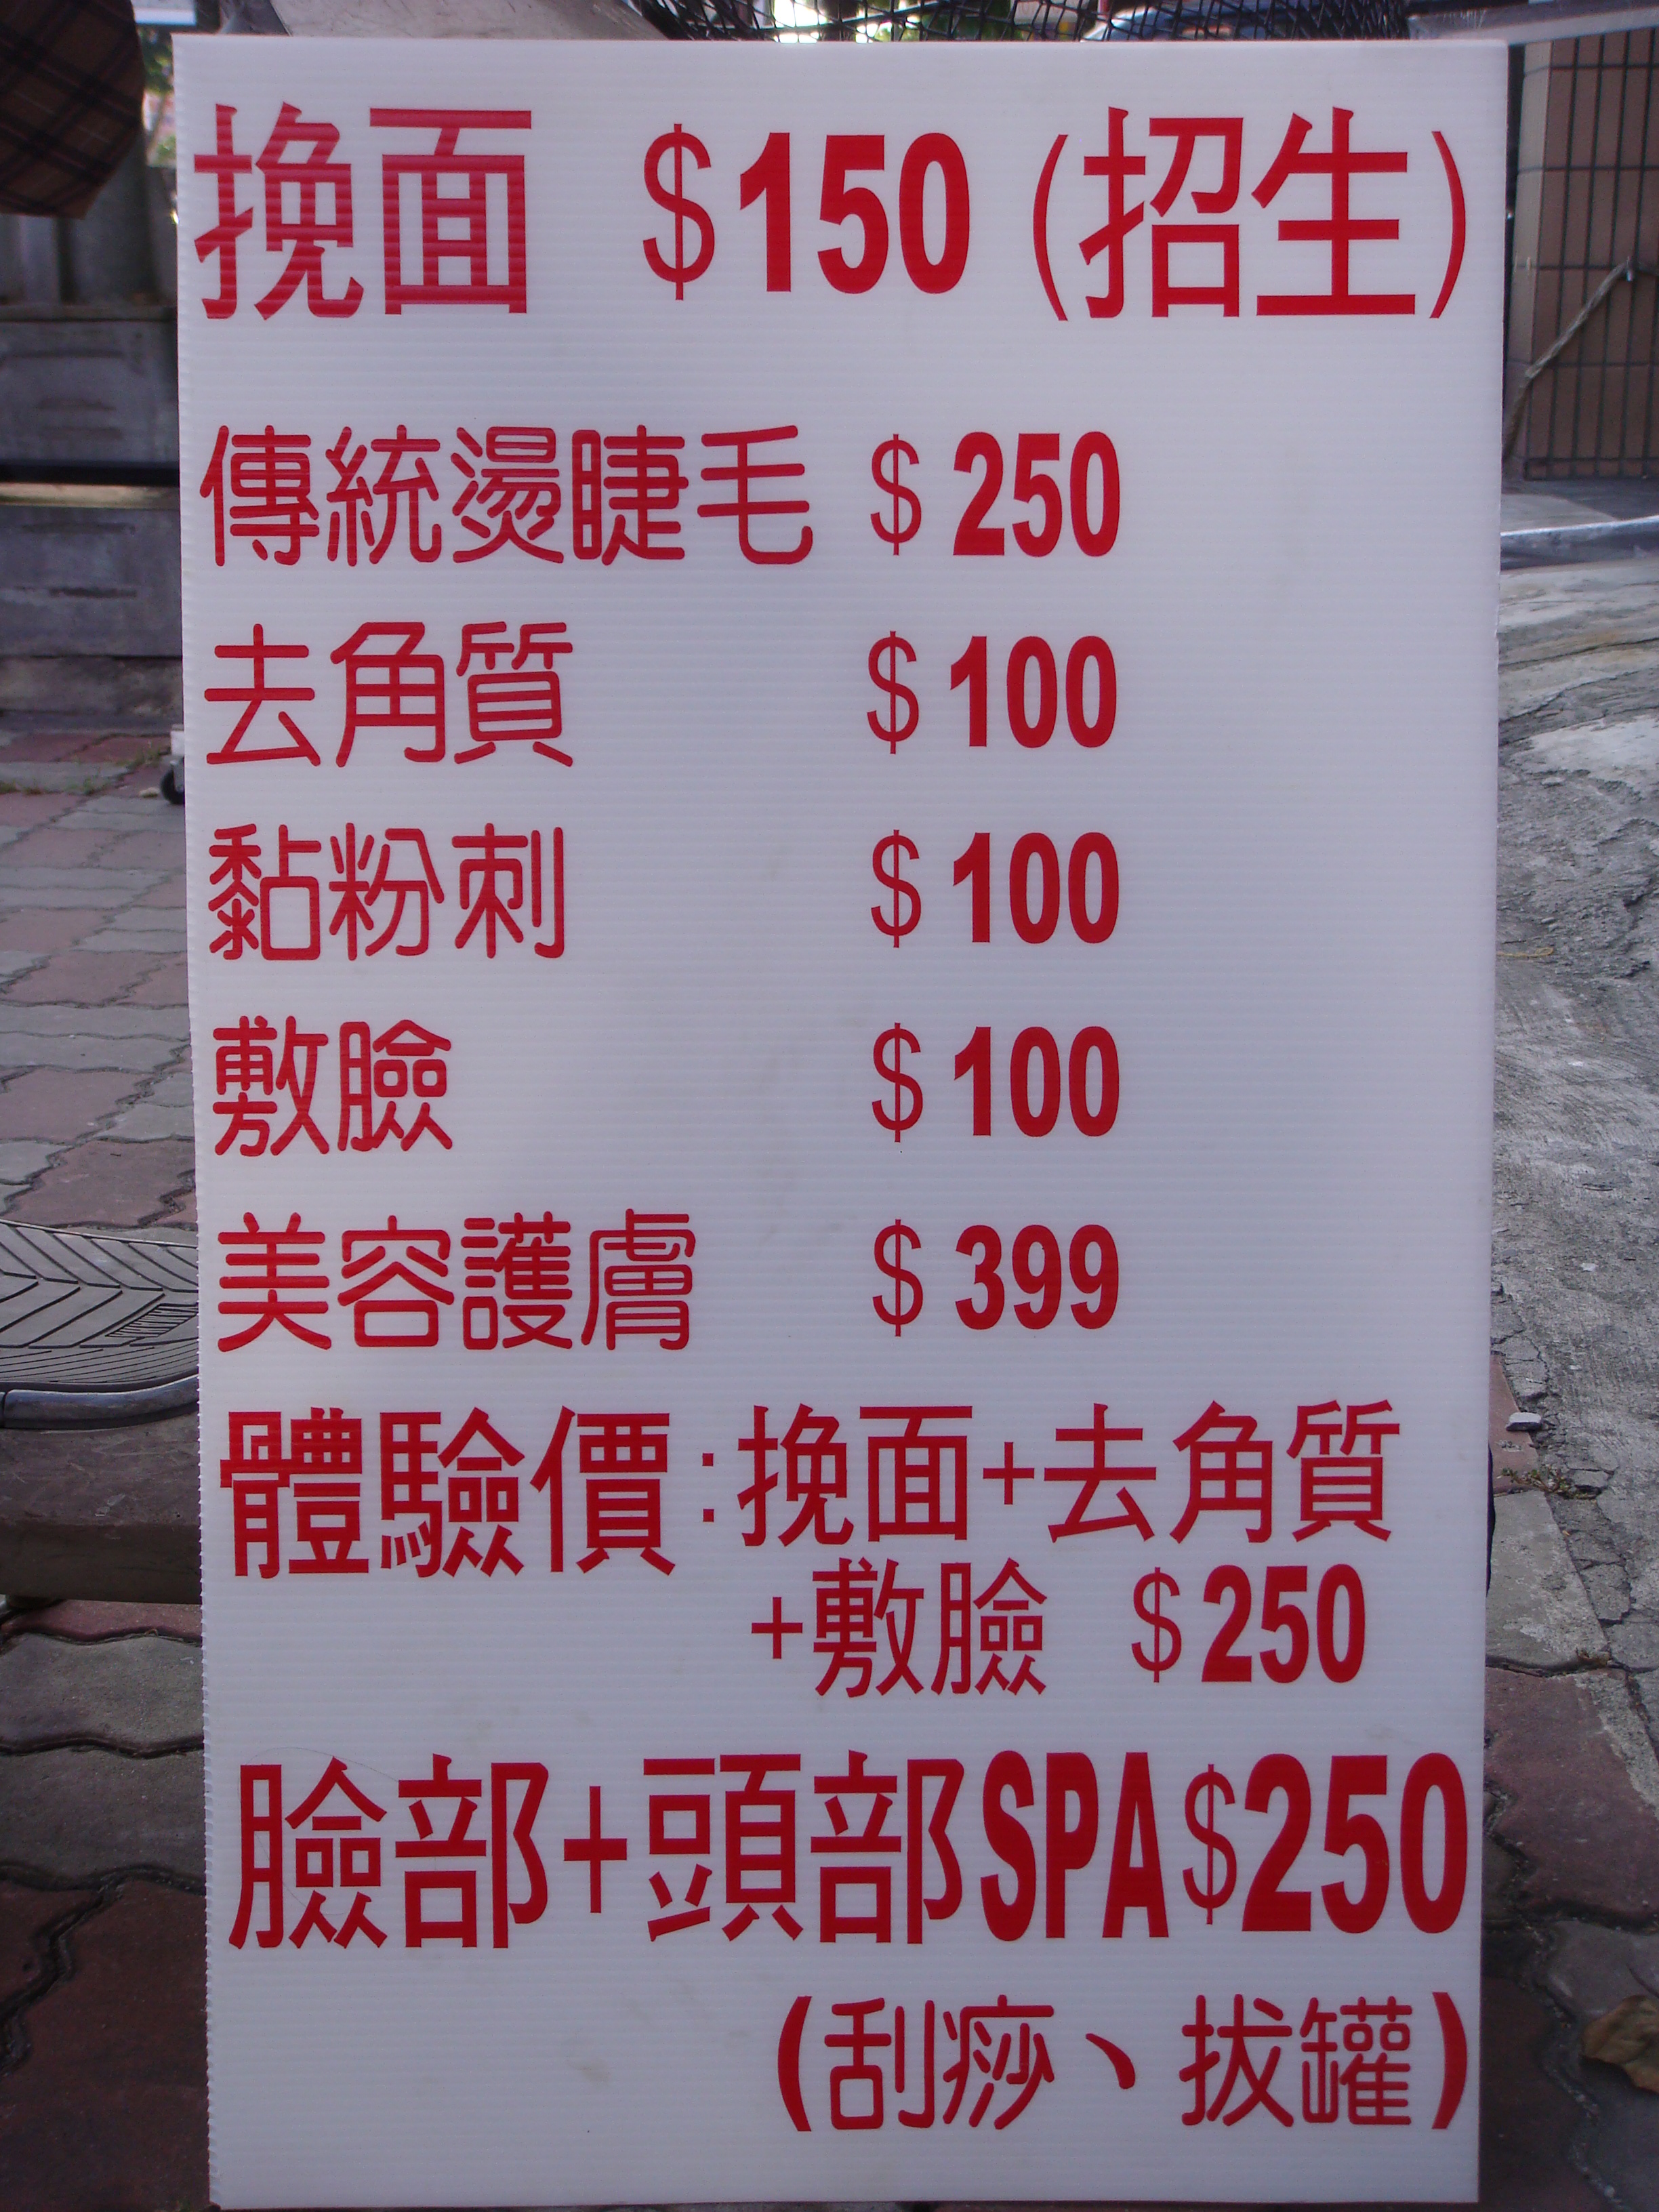 挽面 $150 (招生)
傳統燙睫毛 $250
去角質 $100
黏粉刺 $100
敷臉 $100
美容護膚 $399
體驗價:挽面+去角質
+敷臉 $250
臉部+頭部SPA$250
(刮痧、拔罐)